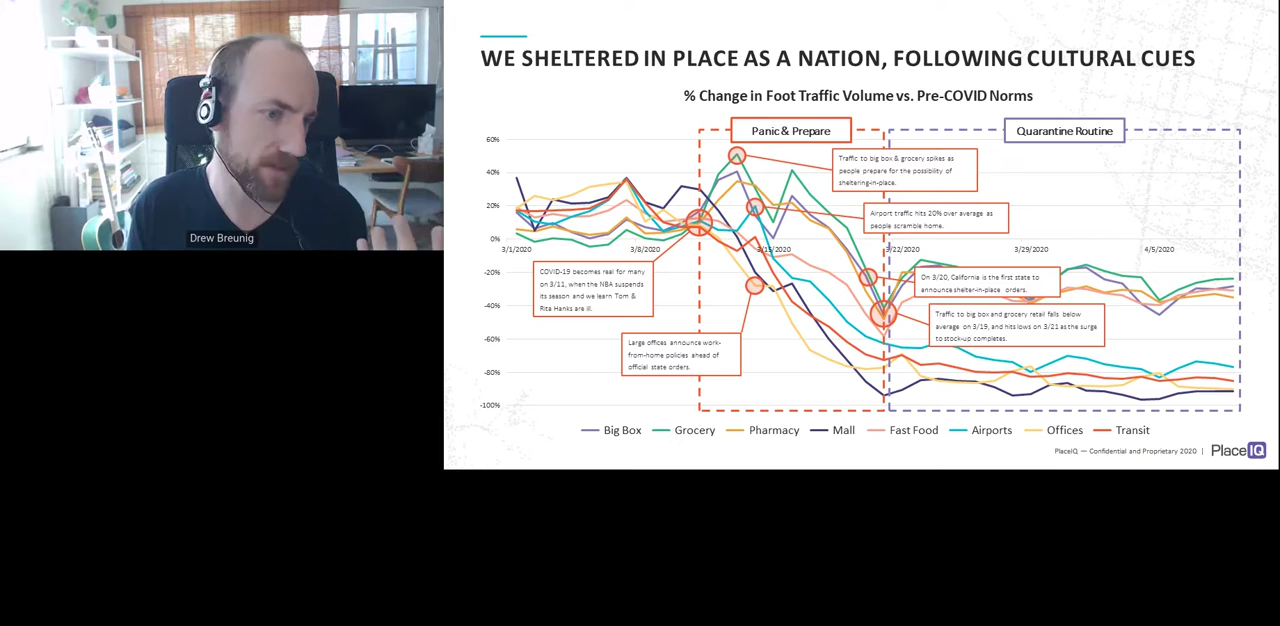 Drew Breunig
WE SHELTERED IN PLACE AS A NATION, FOLLOWING CULTURAL CUES
% Change in Foot Traffic Volume vs. Pre-COVID Norms
Panic & Prepare
Quarantine Routine
60%
40%
20%
0%
-20%
-40%
-60%
-80%
-100%
3/1/2020
3/8/2020
3/15/2020
3/22/2020
3/29/2020
4/5/2020
Traffic to big box & grocery spikes as
people prepare for the possibility of
sheltering-in-place.
Airport traffic hits 20% over average as
people scramble home.
COVID-19 becomes real for many
on 3/11, when the NBA suspends
its season and we learn Tom &
Rita Hanks are ill.
On 3/20, California is the first state to
announce shelter-in-place orders.
Traffic to big box and grocery retail falls below
average on 3/19, and hits lows on 3/21 as the surge
to stock-up completes.
Large offices announce work-
from-home policies ahead of
official state orders.
Big Box Grocery Pharmacy Mall Fast Food Airports Offices Transit
PlaceIQ — Confidential and Proprietary 2020 | PlaceIQ